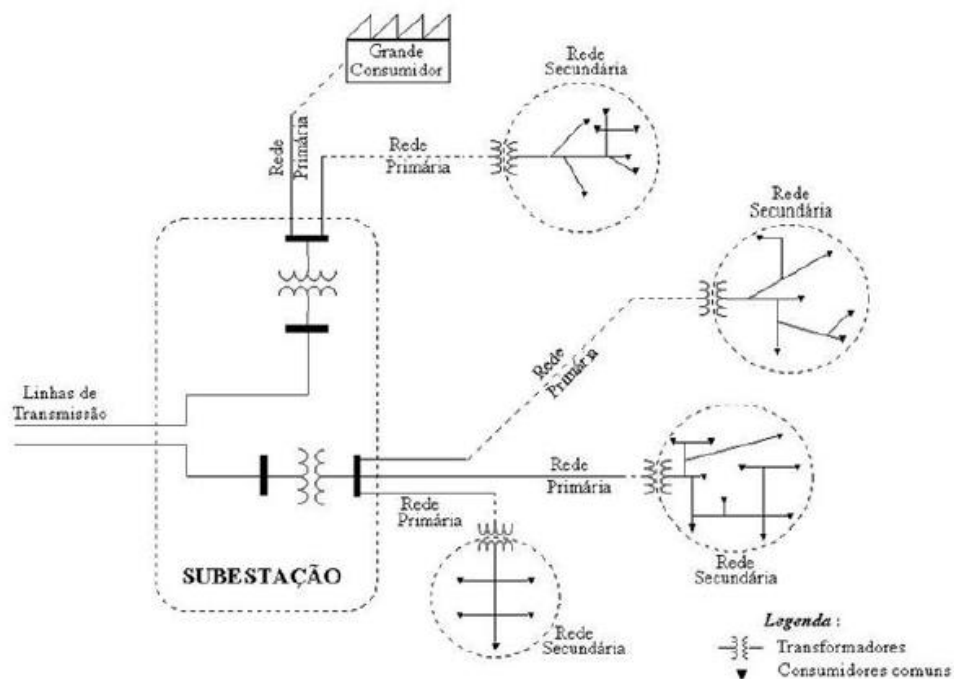 Grande
Consumidor
Rede
Secundária
Rede
Primária
Rede
Primária
Rede
Secundária
Rede
Primária
Linhas de
Transmissão
Rede
Primária
Rede
Primária
SUBESTAÇÃO
Rede
Secundária
Rede
Secundária
Legenda :
Transformadores
Consumidores comuns